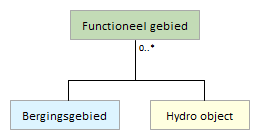 Functioneel gebied
0..*
Bergingsgebied
Hydro object